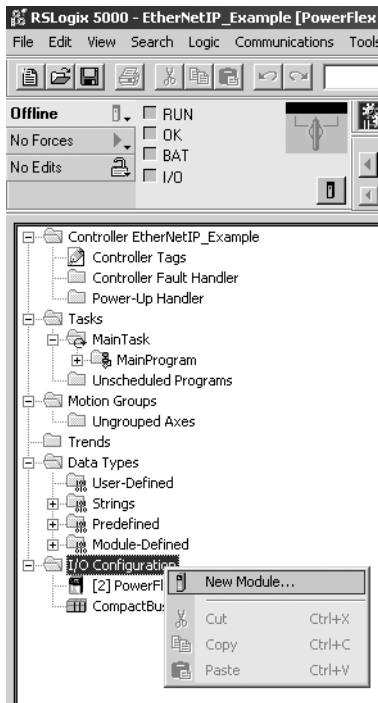 RSLogix 5000 - EtherNetIP_Example [PowerFlex
File Edit View Search Logic Communications Tools
Offline
RUN
No Forces
OK
BAT
No Edits
I/O
Controller EtherNetIP_Example
Controller Tags
Controller Fault Handler
Power-Up Handler
Tasks
MainTask
MainProgram
Unscheduled Programs
Motion Groups
Ungrouped Axes
Trends
Data Types
User-Defined
Strings
Predefined
Module-Defined
I/O Configuration
[2] PowerFl
CompactBu
New Module...
Cut Ctrl+X
Copy Ctrl+C
Paste Ctrl+V